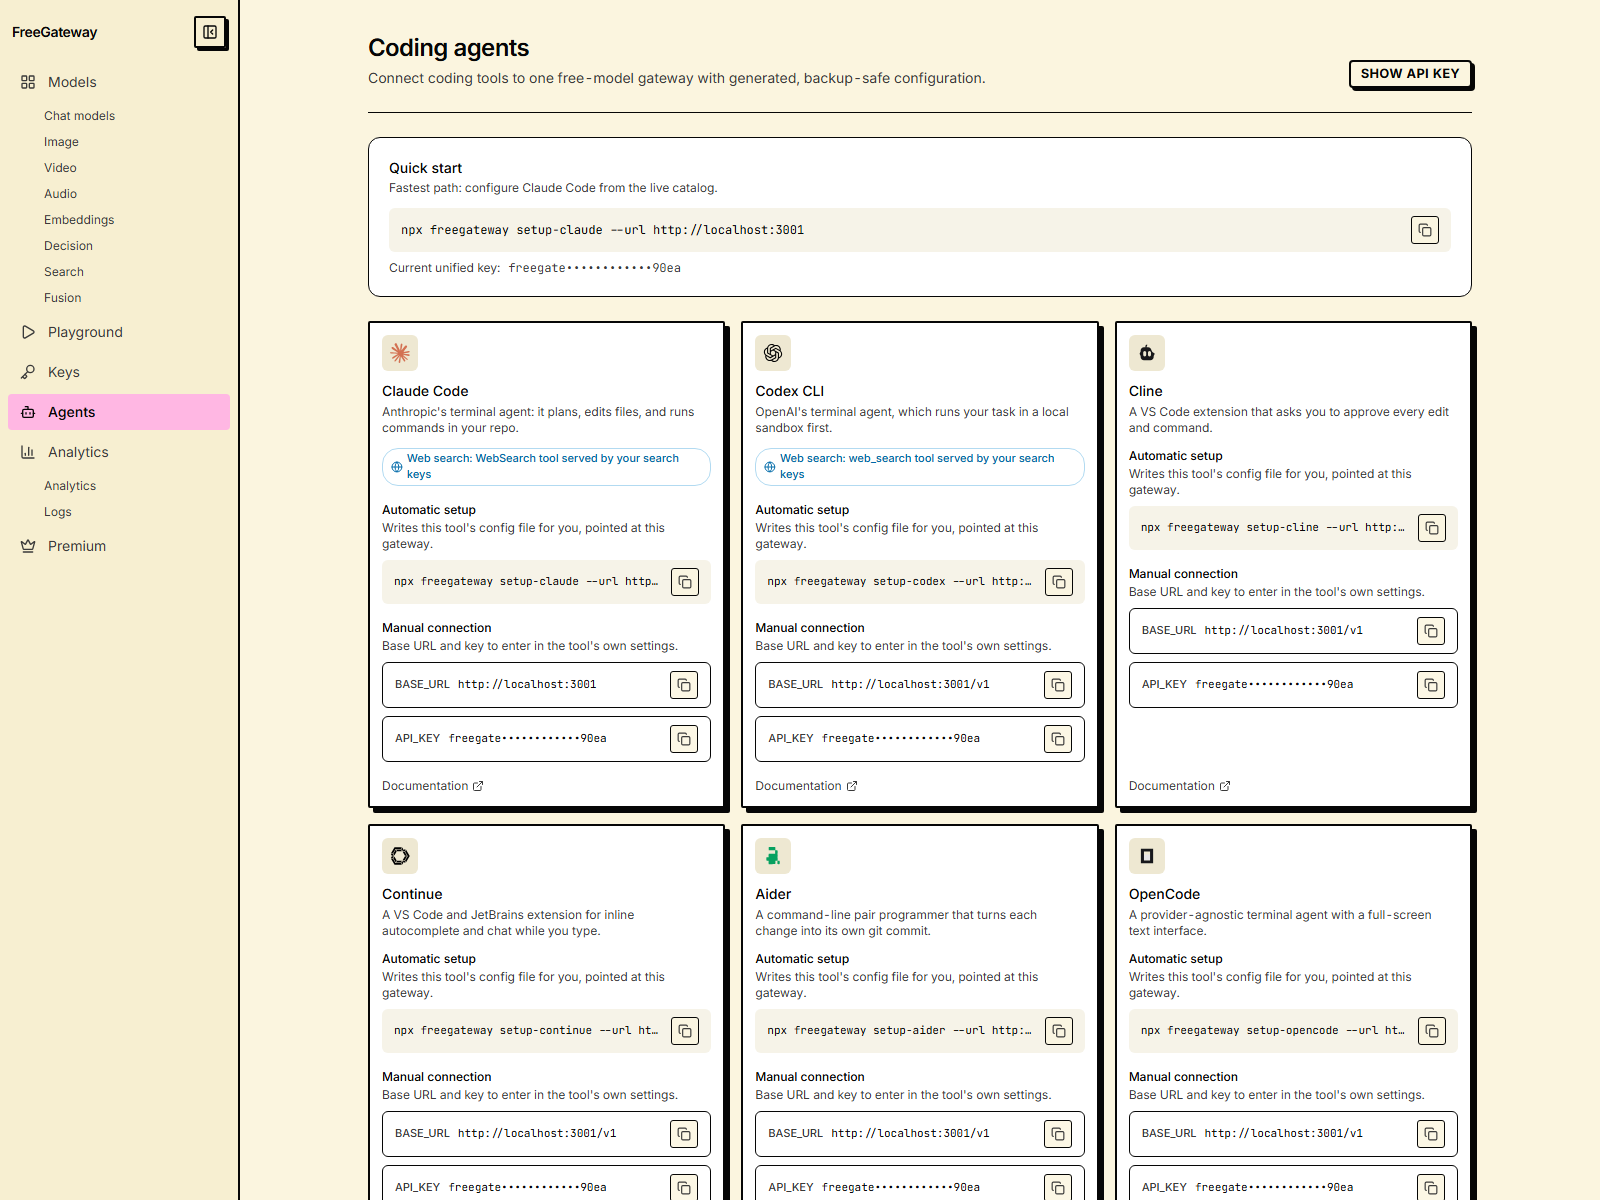 FreeGateway
Models
Chat models
Image
Video
Audio
Embeddings
Decision
Search
Fusion
Playground
Keys
Agents
Analytics
Analytics
Logs
Premium
Coding agents
Connect coding tools to one free-model gateway with generated, backup-safe configuration.
SHOW API KEY
Quick start
Fastest path: configure Claude Code from the live catalog.
npx freegateway setup-claude --url http://localhost:3001
Current unified key: freegate••••••••••••90ea
Claude Code
Anthropic's terminal agent: it plans, edits files, and runs
commands in your repo.
Web search: WebSearch tool served by your search
keys
Automatic setup
Writes this tool's config file for you, pointed at this
gateway.
npx freegateway setup-claude --url http…
Manual connection
Base URL and key to enter in the tool's own settings.
BASE_URL http://localhost:3001
API_KEY freegate••••••••••••90ea
Documentation
Codex CLI
OpenAI's terminal agent, which runs your task in a local
sandbox first.
Web search: web_search tool served by your search
keys
Automatic setup
Writes this tool's config file for you, pointed at this
gateway.
npx freegateway setup-codex --url http:…
Manual connection
Base URL and key to enter in the tool's own settings.
BASE_URL http://localhost:3001/v1
API_KEY freegate••••••••••••90ea
Documentation
Cline
A VS Code extension that asks you to approve every edit
and command.
Automatic setup
Writes this tool's config file for you, pointed at this
gateway.
npx freegateway setup-cline --url http:…
Manual connection
Base URL and key to enter in the tool's own settings.
BASE_URL http://localhost:3001/v1
API_KEY freegate••••••••••••90ea
Documentation
Continue
A VS Code and JetBrains extension for inline
autocomplete and chat while you type.
Automatic setup
Writes this tool's config file for you, pointed at this
gateway.
npx freegateway setup-continue --url ht…
Manual connection
Base URL and key to enter in the tool's own settings.
BASE_URL http://localhost:3001/v1
API_KEY freegate••••••••••••90ea
Aider
A command-line pair programmer that turns each
change into its own git commit.
Automatic setup
Writes this tool's config file for you, pointed at this
gateway.
npx freegateway setup-aider --url http:…
Manual connection
Base URL and key to enter in the tool's own settings.
BASE_URL http://localhost:3001/v1
API_KEY freegate••••••••••••90ea
OpenCode
A provider-agnostic terminal agent with a full-screen
text interface.
Automatic setup
Writes this tool's config file for you, pointed at this
gateway.
npx freegateway setup-opencode --url ht…
Manual connection
Base URL and key to enter in the tool's own settings.
BASE_URL http://localhost:3001/v1
API_KEY freegate••••••••••••90ea